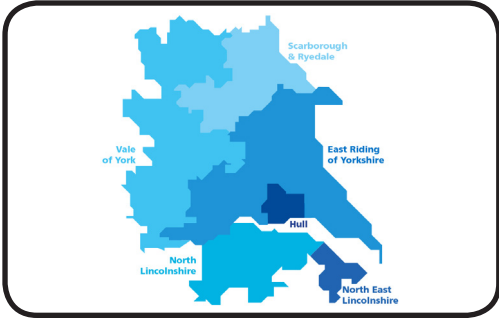 Scarborough
& Ryedale
Vale
of York
East Riding
of Yorkshire
Hull
North
Lincolnshire
North East
Lincolnshire